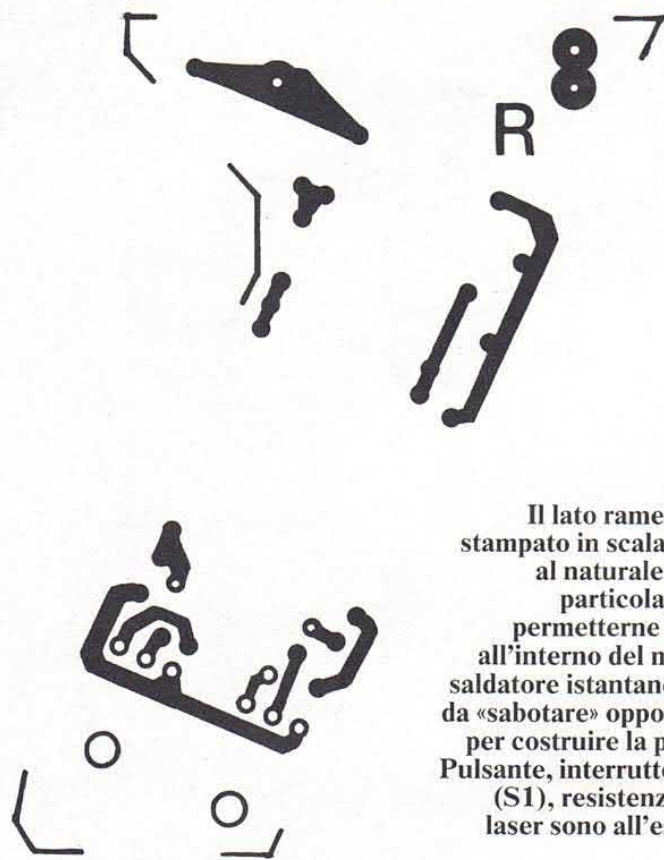 R
Il lato rame
stampato in scala
al naturale
particola
permetterne
all'interno del
saldatore istantan
da «sabotare» oppo
per costruire la
Pulsante, interrutt
(S1), resistenz
laser sono all'e